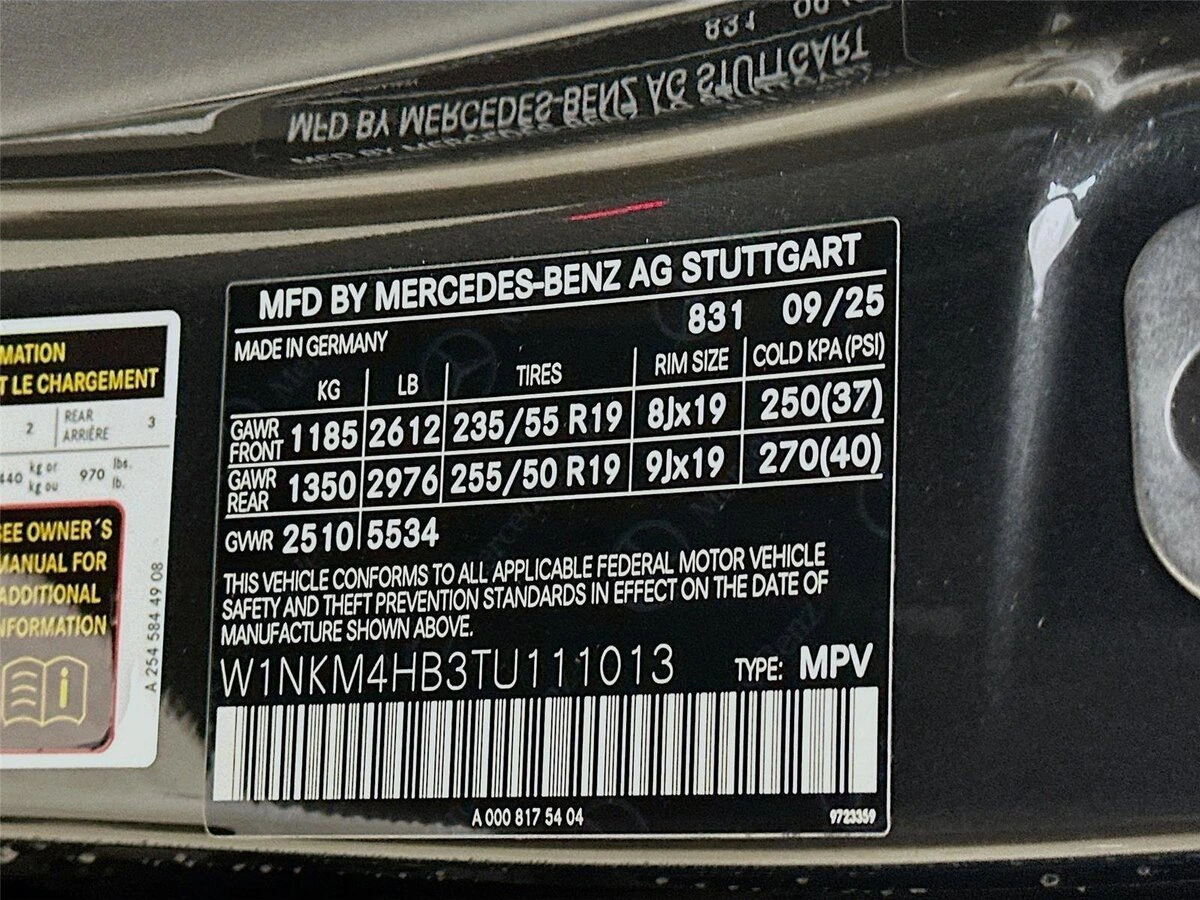 MFD BY MERCEDES-BENZ AG STUTTGART
831 09/25
MADE IN GERMANY
KG LB TIRES RIM SIZE COLD KPA (PSI)
GAWR FRONT 1185 2612 235/55 R19 8Jx19 250(37)
GAWR REAR 1350 2976 255/50 R19 9Jx19 270(40)
GVWR 2510 5534
THIS VEHICLE CONFORMS TO ALL APPLICABLE FEDERAL MOTOR VEHICLE
SAFETY AND THEFT PREVENTION STANDARDS IN EFFECT ON THE DATE OF
MANUFACTURE SHOWN ABOVE.
W1NKM4HB3TU111013 TYPE: MPV
A 000 817 54 04 9723359
MATION
T LE CHARGEMENT
2 REAR ARRIÈRE 3
440 kg or kg ou 970 lbs. lb.
SEE OWNER'S
MANUAL FOR
ADDITIONAL
NFORMATION
i
A 254 584 49 08